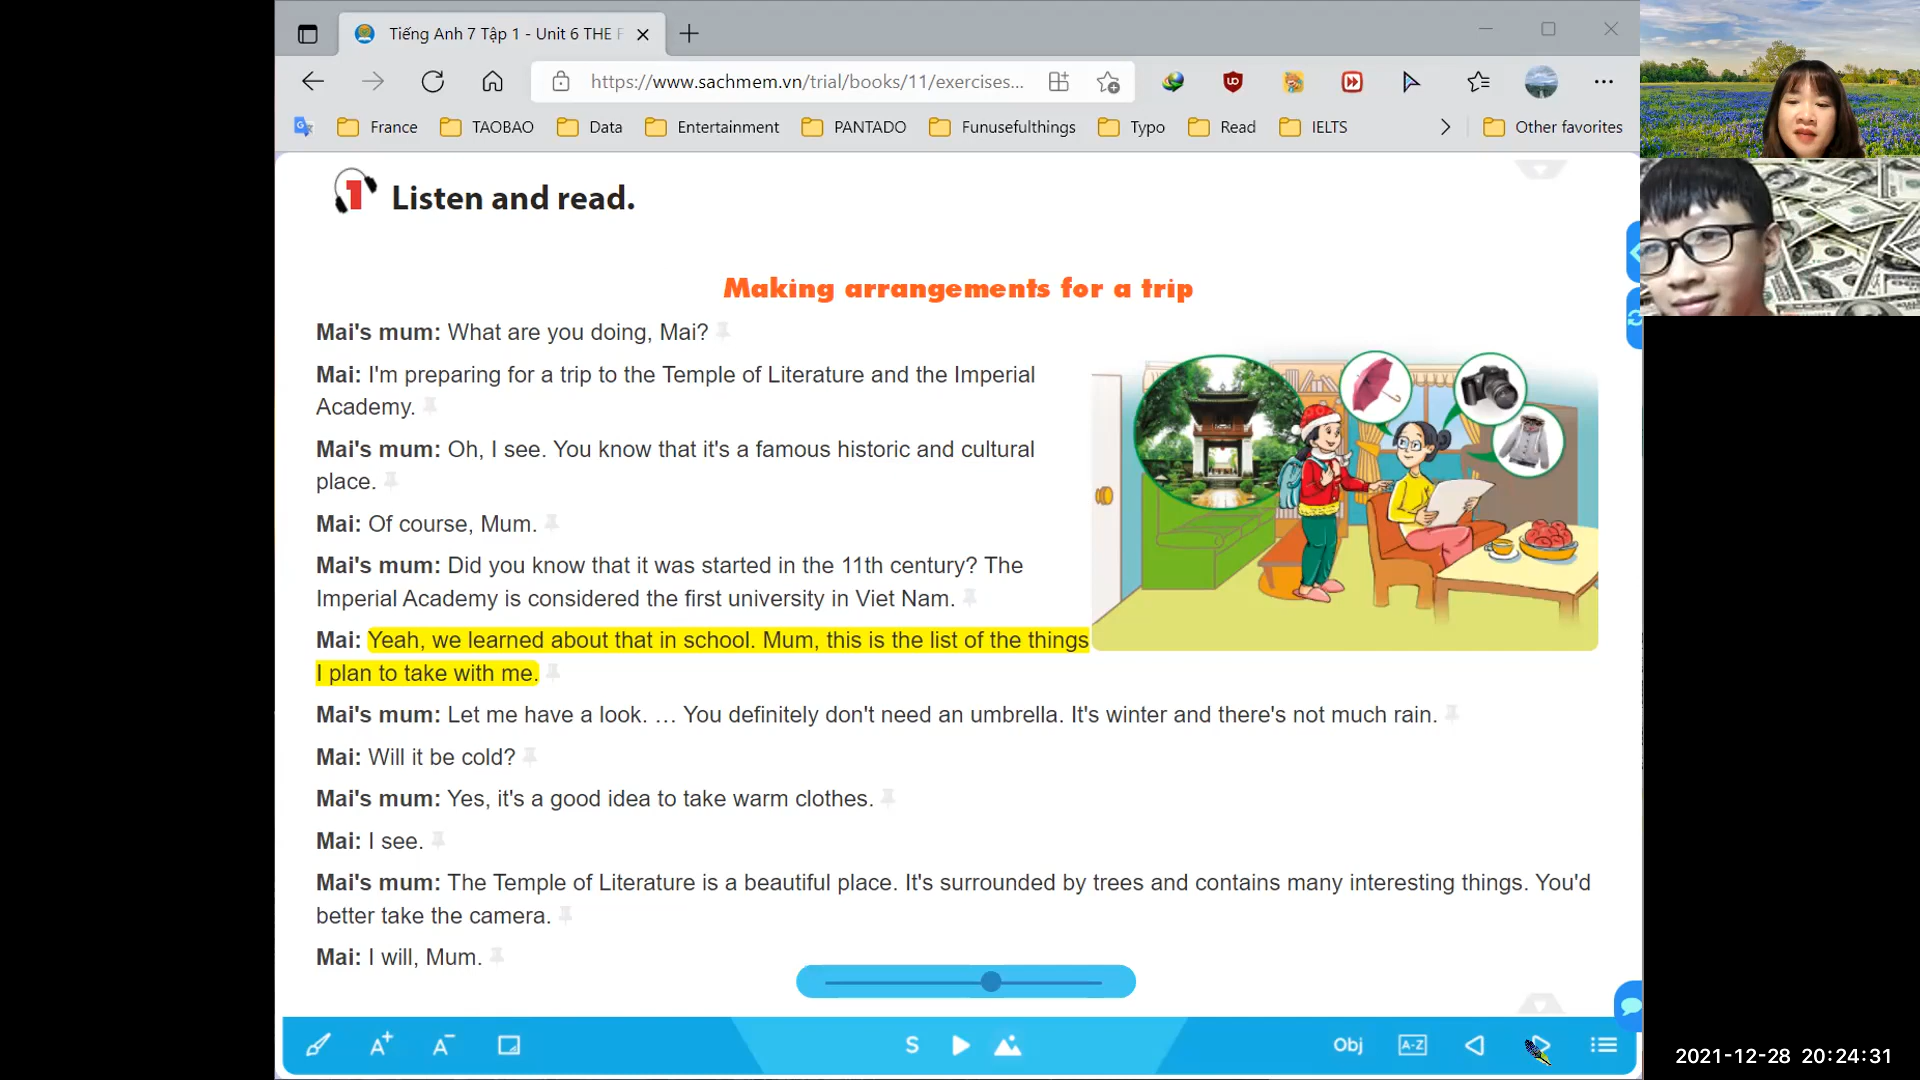 Tiếng Anh 7 Tập 1 - Unit 6 THE F
https://www.sachmem.vn/trial/books/11/exercises...
France TAOBAO Data Entertainment PANTADO Funusefulthings Typo Read IELTS Other favorites
1 Listen and read.
Making arrangements for a trip
Mai's mum: What are you doing, Mai?
Mai: I'm preparing for a trip to the Temple of Literature and the Imperial
Academy.
Mai's mum: Oh, I see. You know that it's a famous historic and cultural
place.
Mai: Of course, Mum.
Mai's mum: Did you know that it was started in the 11th century? The
Imperial Academy is considered the first university in Viet Nam.
Mai: Yeah, we learned about that in school. Mum, this is the list of the things
I plan to take with me.
Mai's mum: Let me have a look. … You definitely don't need an umbrella. It's winter and there's not much rain.
Mai: Will it be cold?
Mai's mum: Yes, it's a good idea to take warm clothes.
Mai: I see.
Mai's mum: The Temple of Literature is a beautiful place. It's surrounded by trees and contains many interesting things. You'd
better take the camera.
Mai: I will, Mum.
A+ A- S Obj A-Z
2021-12-28 20:24:31